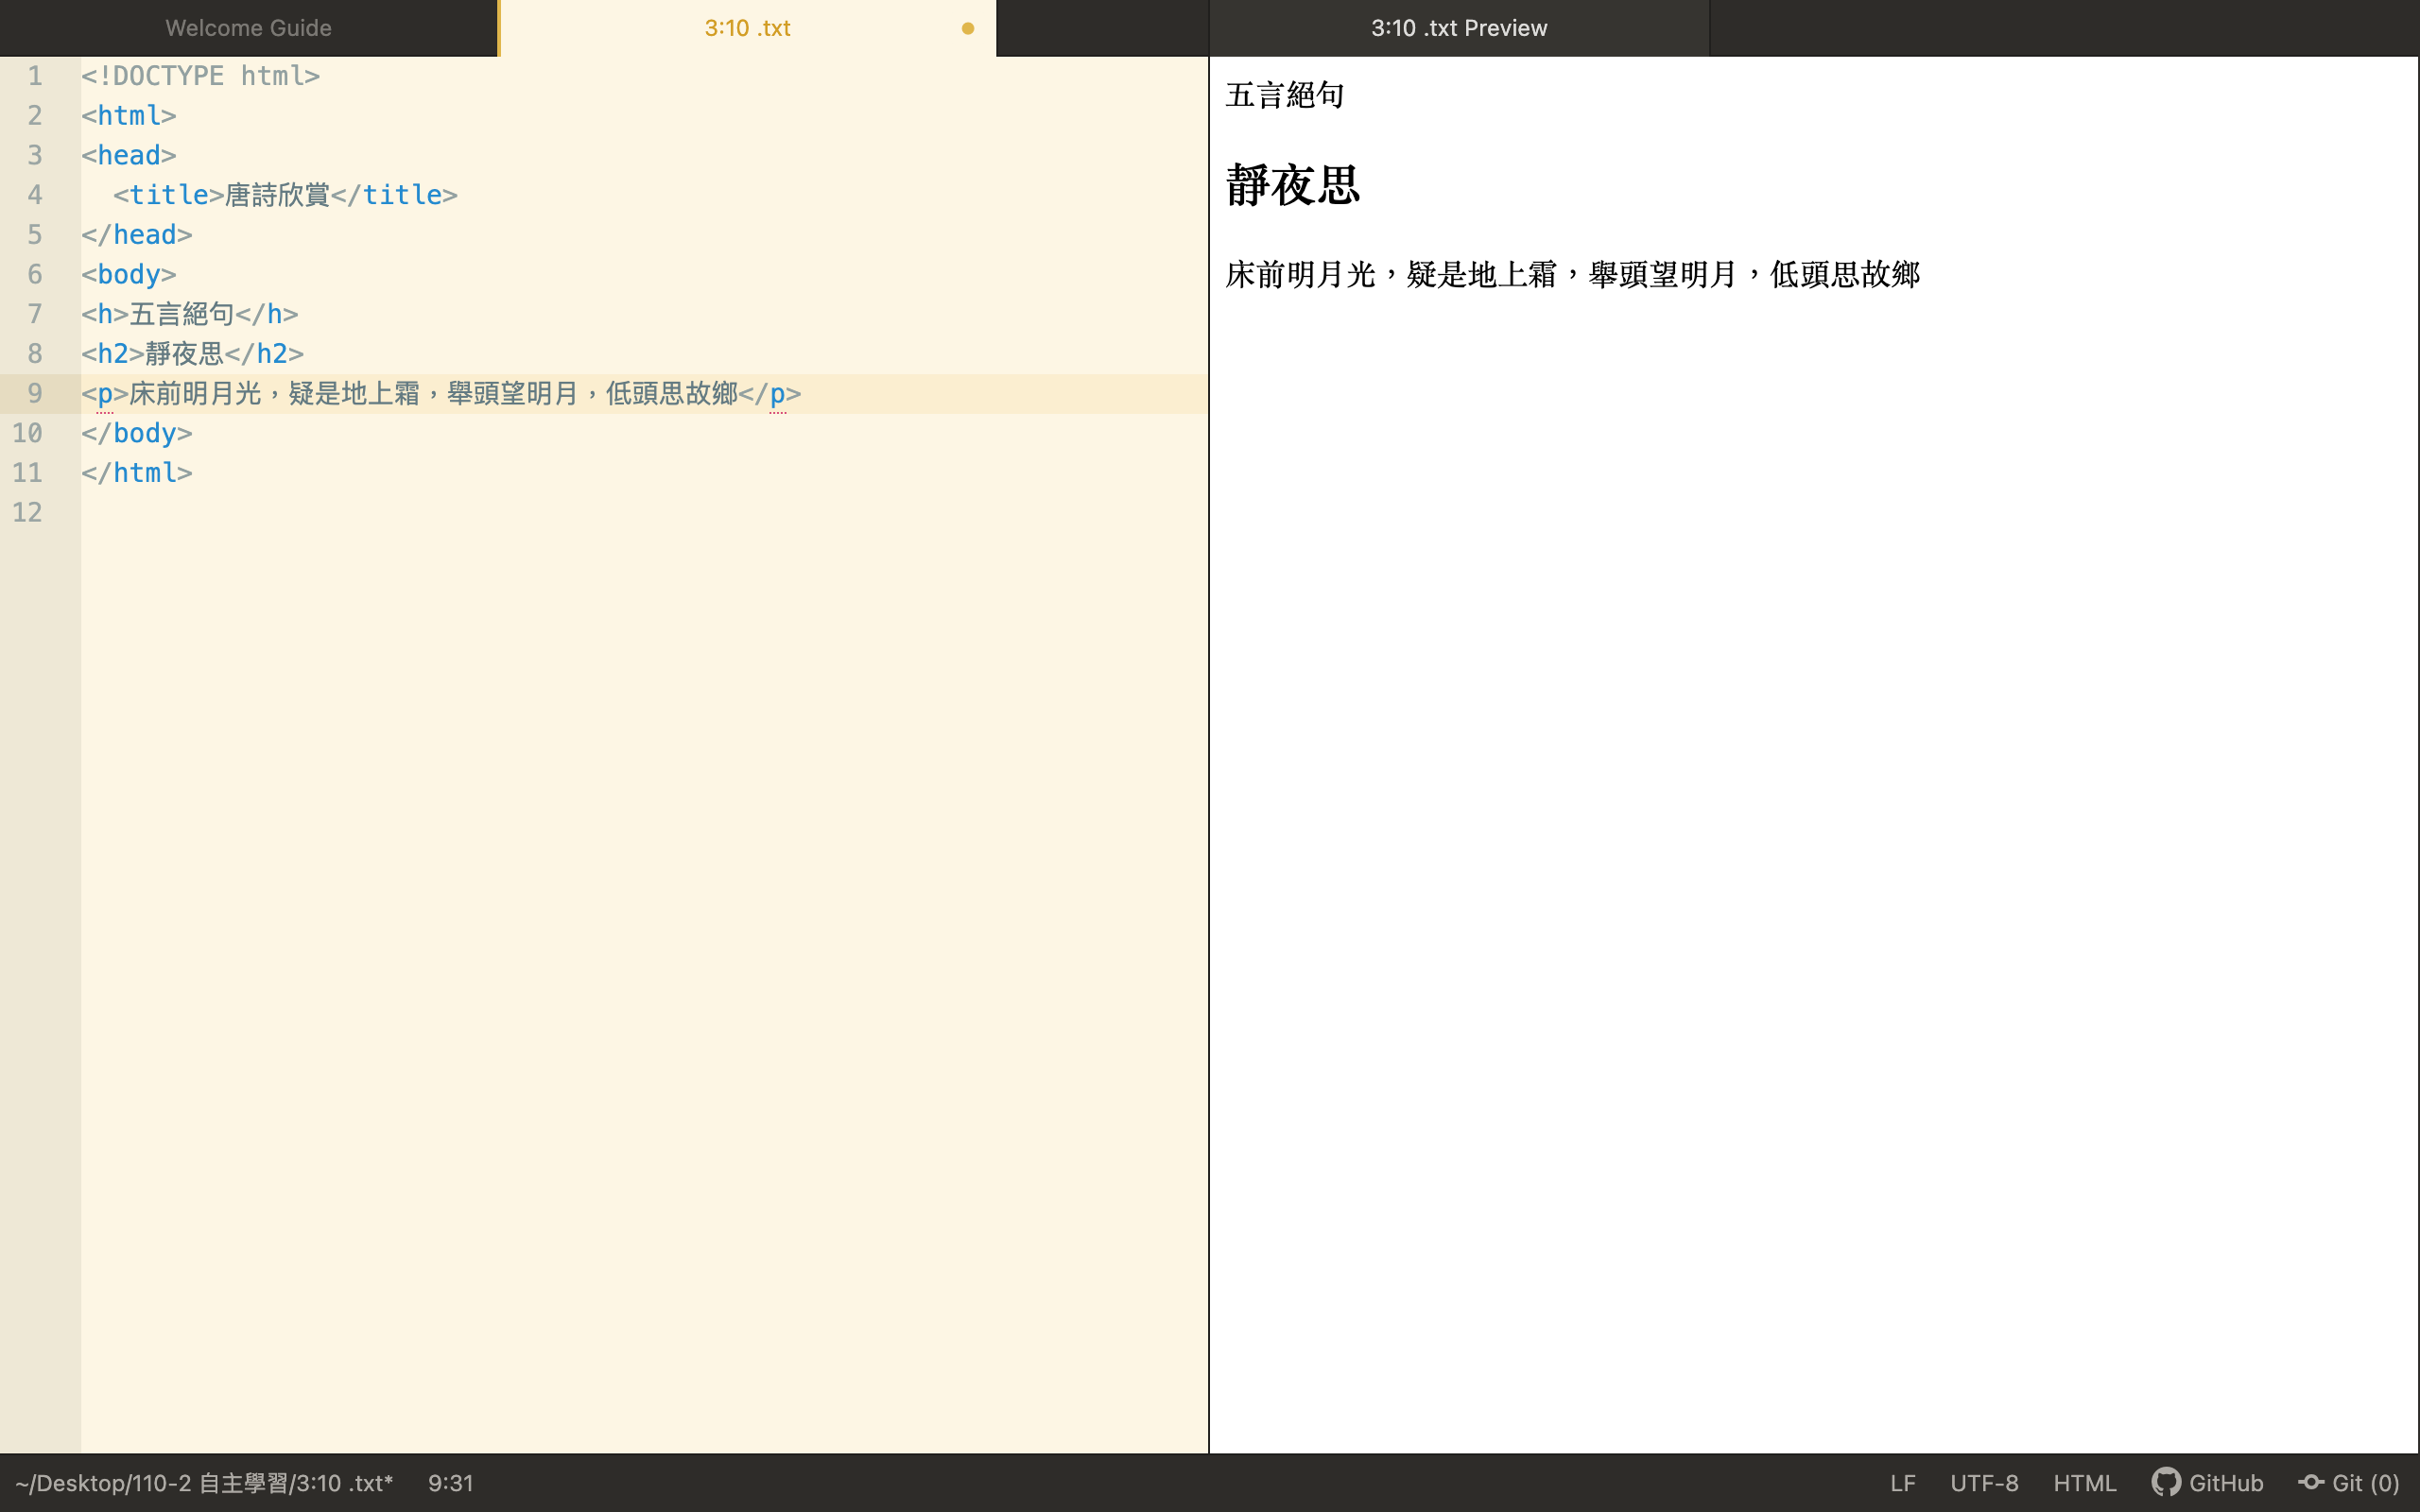 Welcome Guide
3:10 .txt
3:10 .txt Preview
1 <!DOCTYPE html>
2 <html>
3 <head>
4   <title>唐詩欣賞</title>
5 </head>
6 <body>
7 <h>五言絕句</h>
8 <h2>靜夜思</h2>
9 <p>床前明月光，疑是地上霜，舉頭望明月，低頭思故鄉</p>
10 </body>
11 </html>
12
五言絕句
靜夜思
床前明月光，疑是地上霜，舉頭望明月，低頭思故鄉
~/Desktop/110-2 自主學習/3:10 .txt* 9:31 LF UTF-8 HTML GitHub Git (0)